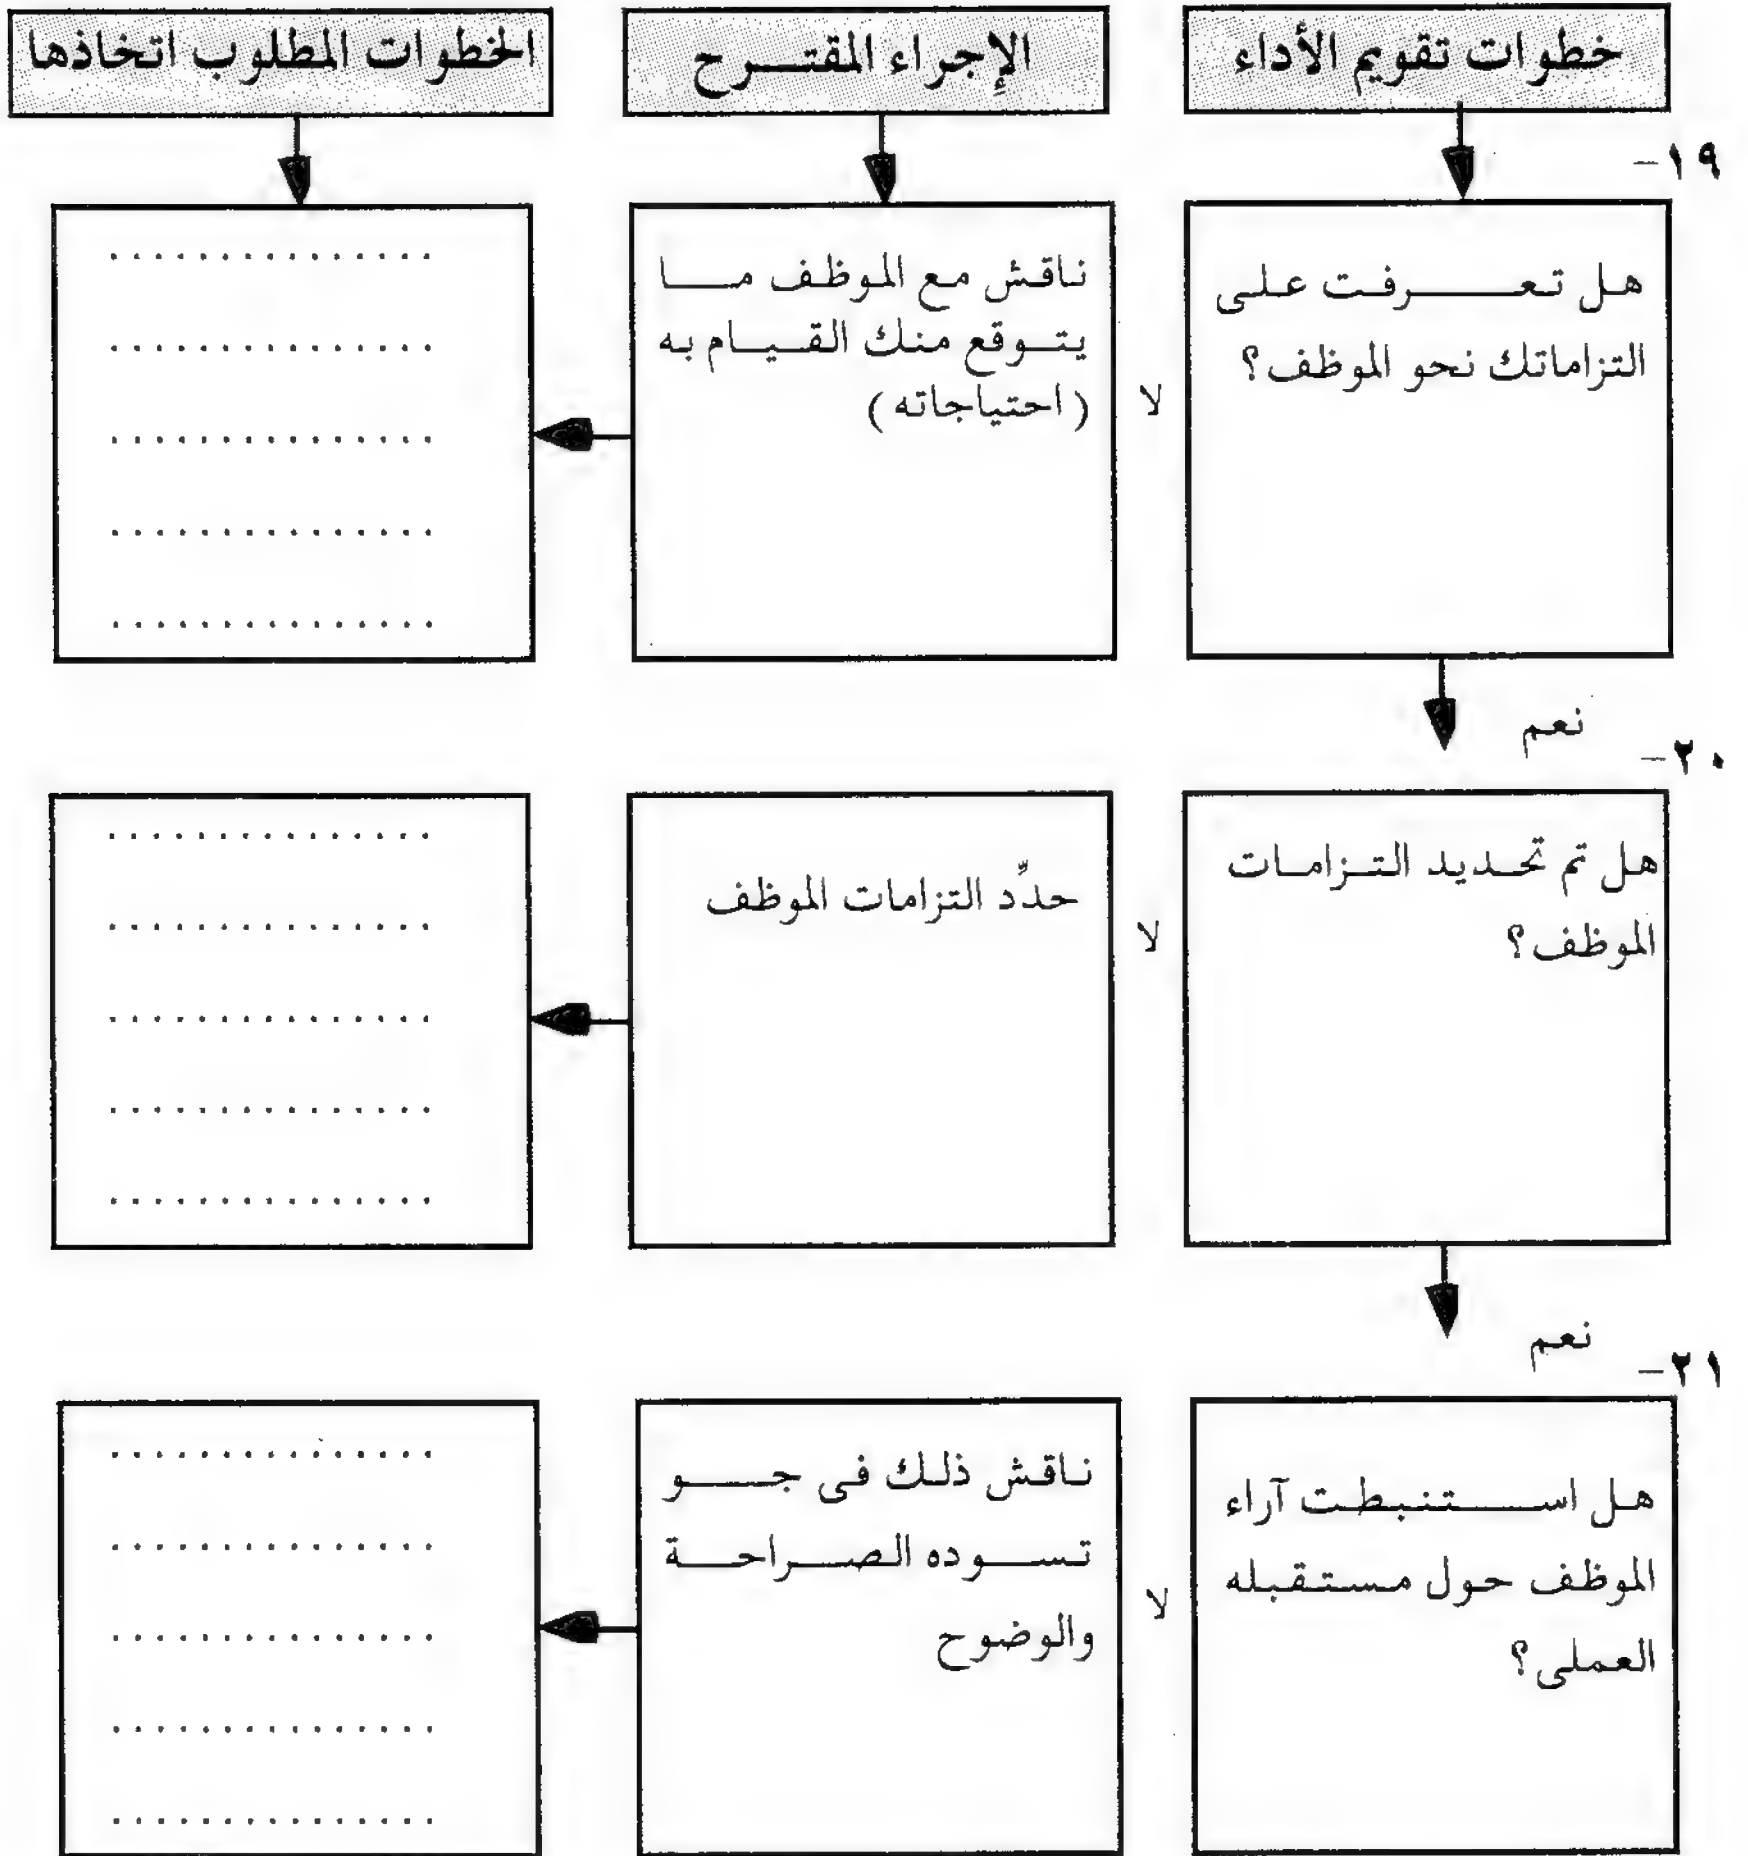 خطوات تقويم الأداء
الإجراء المقترح
الخطوات المطلوب اتخاذها
١٩-
هل تعرفت على
التزاماتك نحو الموظف؟
لا
ناقش مع الموظف ما
يتوقع منك القيام به
(احتياجاته)
...............
...............
...............
...............
...............
نعم
٢٠-
هل تم تحديد التزامات
الموظف؟
لا
حدِّد التزامات الموظف
...............
...............
...............
...............
...............
نعم
٢١-
هل استنبطت آراء
الموظف حول مستقبله
العملى؟
لا
ناقش ذلك فى جو
تسوده الصراحة
والوضوح
...............
...............
...............
...............
...............